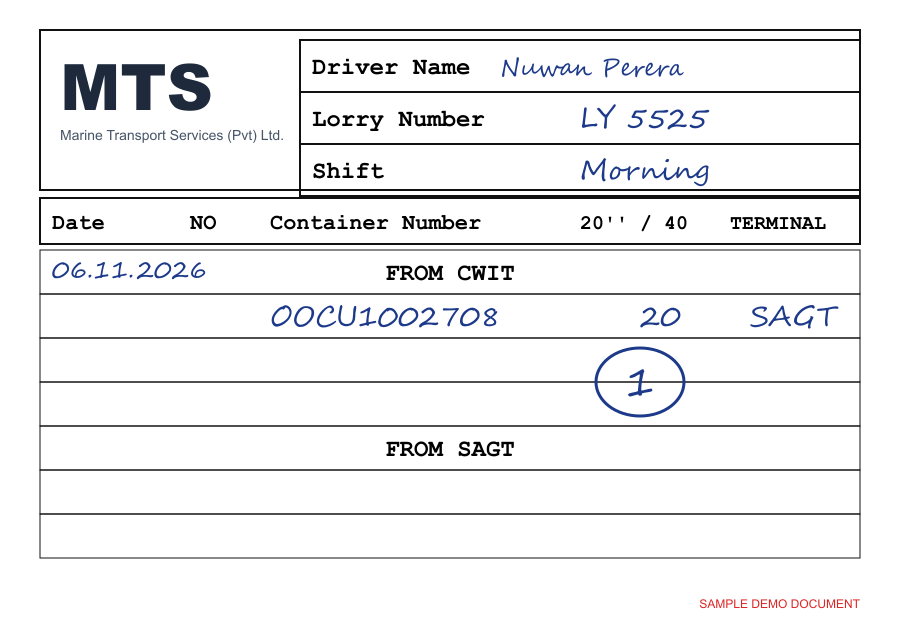 MTS
Marine Transport Services (Pvt) Ltd.
Driver Name Nuwan Perera
Lorry Number LY 5525
Shift Morning
Date NO Container Number 20'' / 40 TERMINAL
06.11.2026 FROM CWIT
OOCU1002708 20 SAGT
1
FROM SAGT
SAMPLE DEMO DOCUMENT